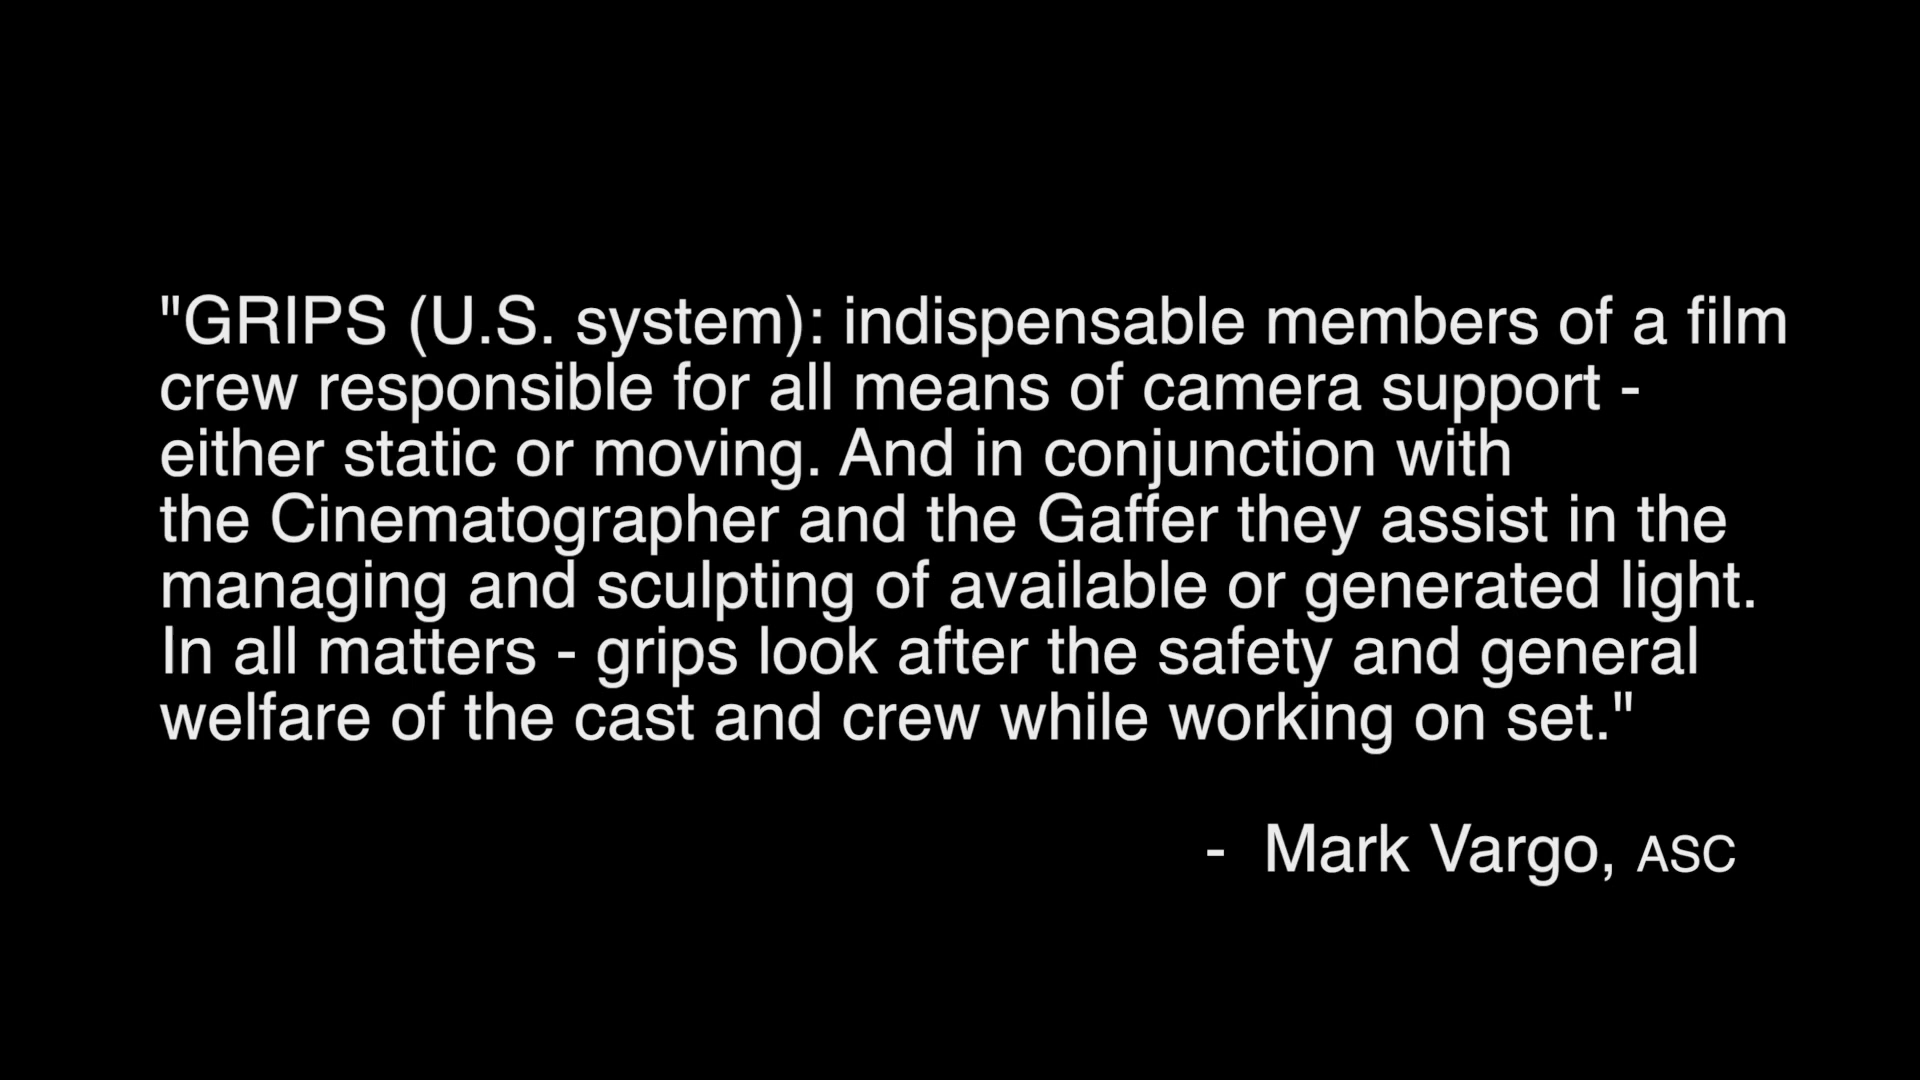 "GRIPS (U.S. system): indispensable members of a film
crew responsible for all means of camera support -
either static or moving. And in conjunction with
the Cinematographer and the Gaffer they assist in the
managing and sculpting of available or generated light.
In all matters - grips look after the safety and general
welfare of the cast and crew while working on set."
- Mark Vargo, ASC